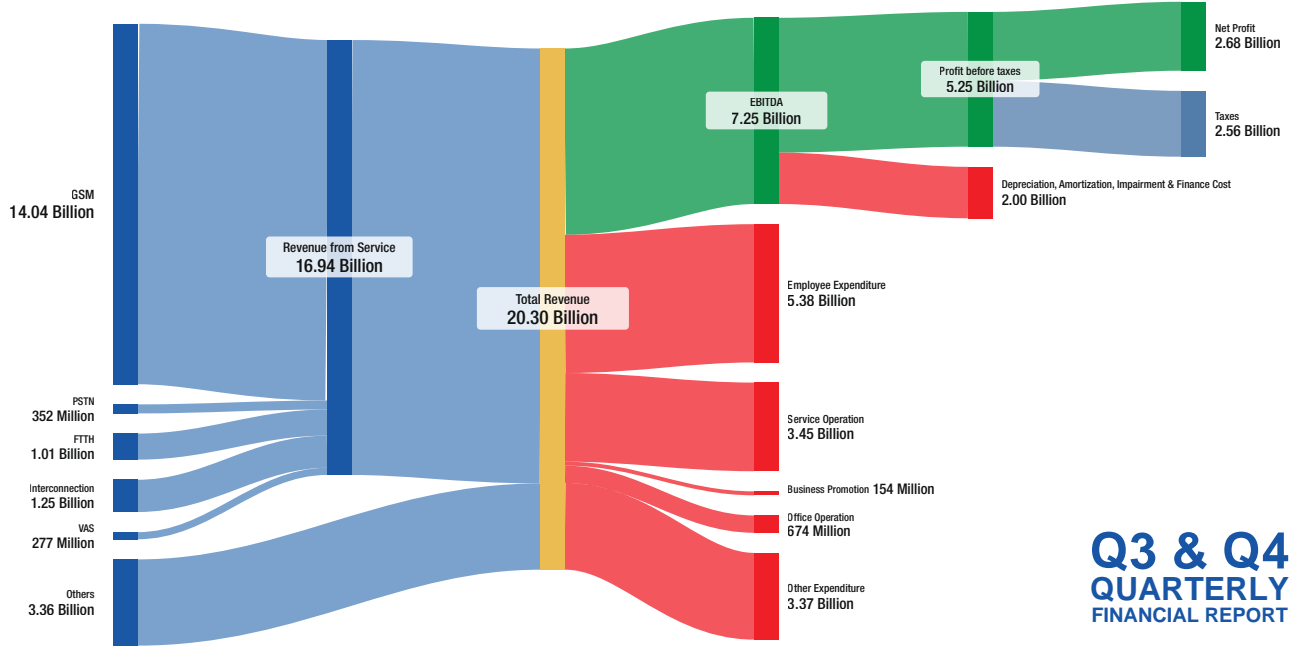 GSM
14.04 Billion
PSTN
352 Million
FTTH
1.01 Billion
Interconnection
1.25 Billion
VAS
277 Million
Others
3.36 Billion
Revenue from Service
16.94 Billion
Total Revenue
20.30 Billion
EBITDA
7.25 Billion
Profit before taxes
5.25 Billion
Net Profit
2.68 Billion
Taxes
2.56 Billion
Depreciation, Amortization, Impairment & Finance Cost
2.00 Billion
Employee Expenditure
5.38 Billion
Service Operation
3.45 Billion
Business Promotion 154 Million
Office Operation
674 Million
Other Expenditure
3.37 Billion
Q3 & Q4
QUARTERLY
FINANCIAL REPORT